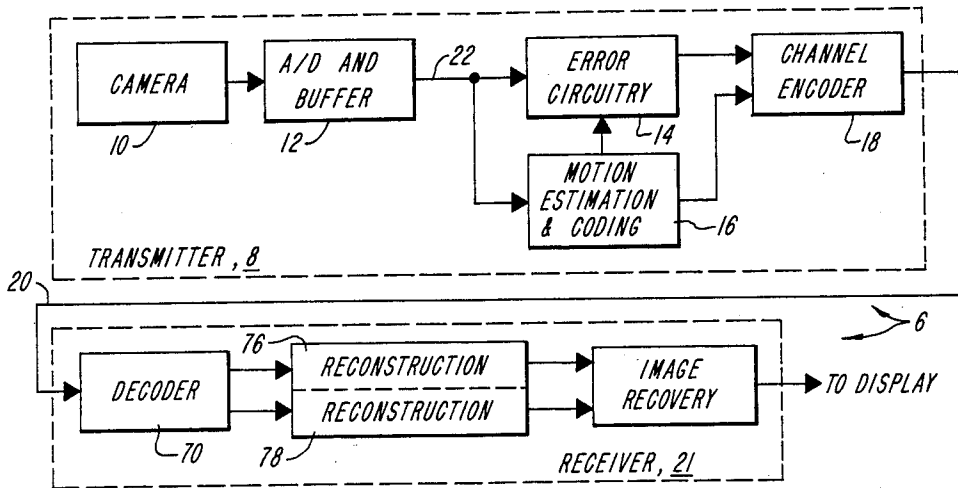 CAMERA
10
A/D AND
BUFFER
12
22
ERROR
CIRCUITRY
14
MOTION
ESTIMATION
& CODING
16
CHANNEL
ENCODER
18
TRANSMITTER, 8
20
6
DECODER
70
76
RECONSTRUCTION
RECONSTRUCTION
78
IMAGE
RECOVERY
TO DISPLAY
RECEIVER, 21